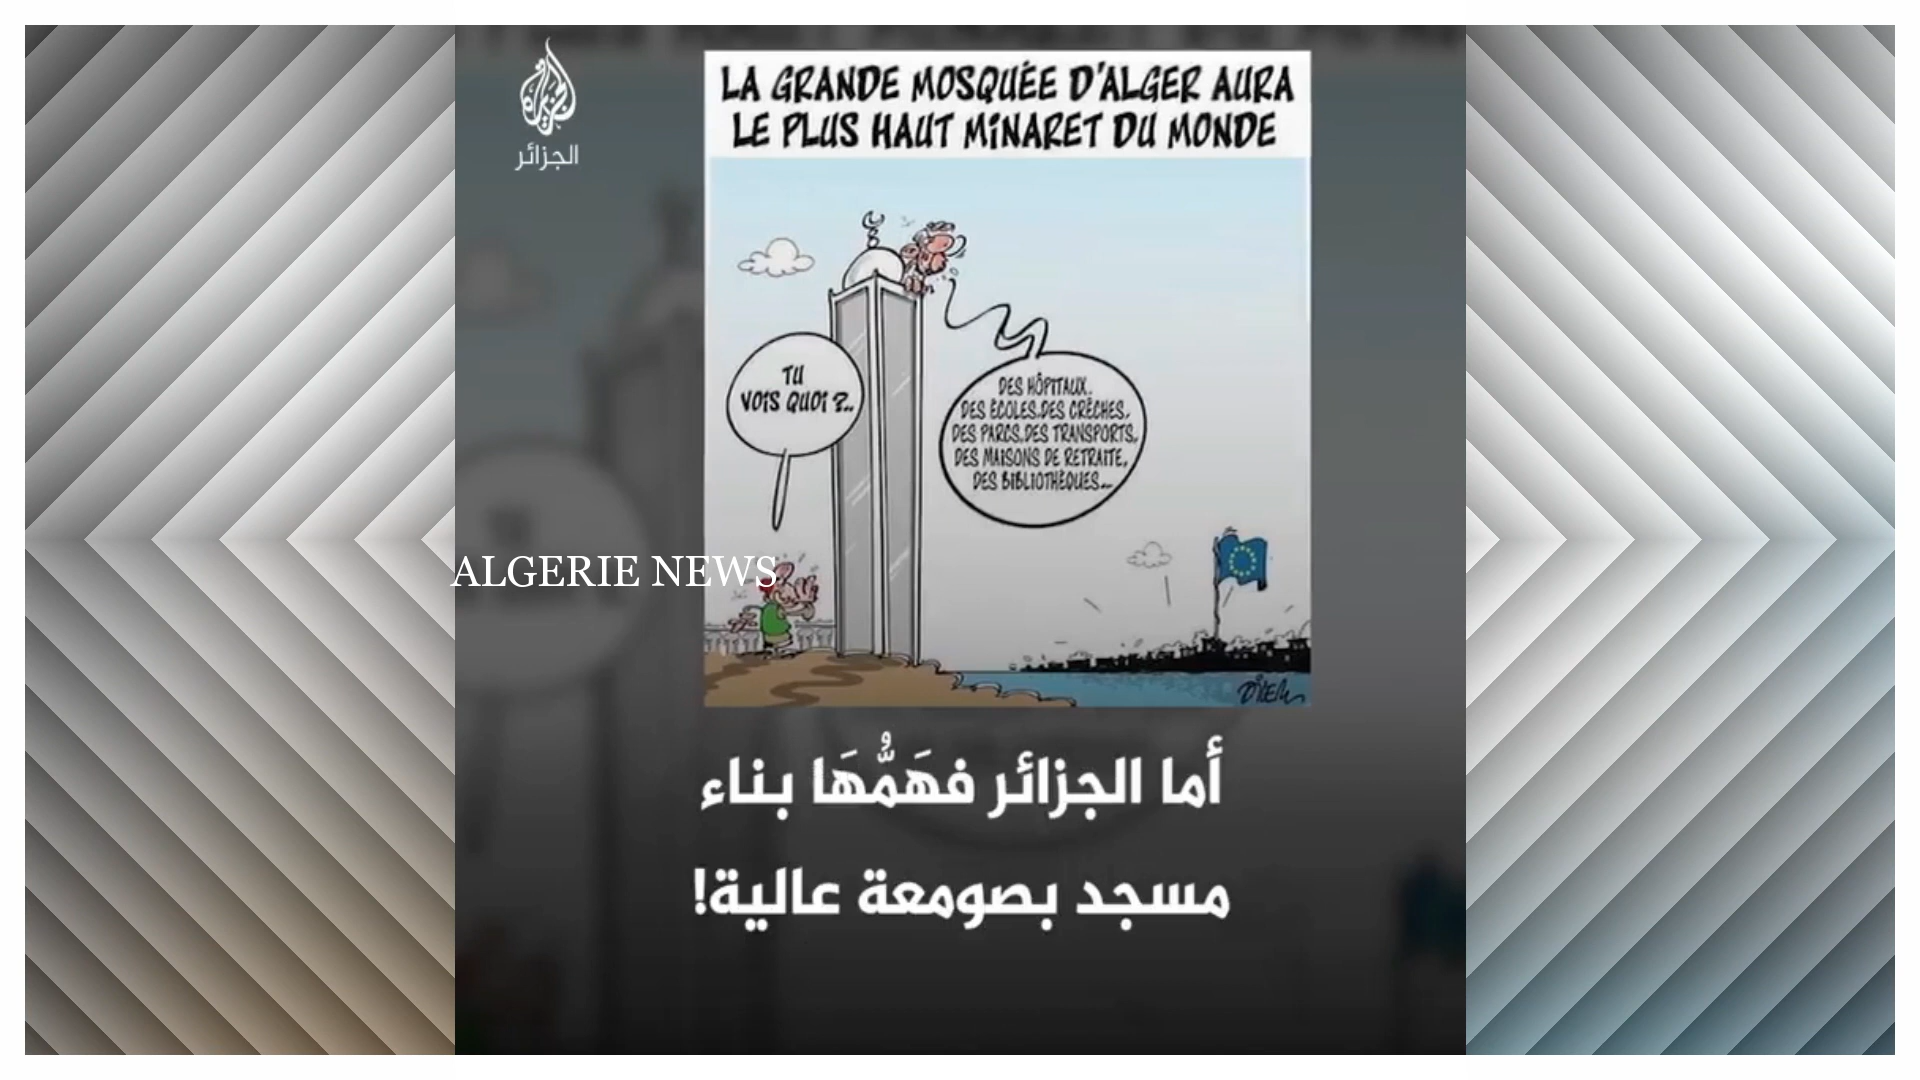 الجزيرة
الجزائر
LA GRANDE MOSQUÉE D'ALGER AURA
LE PLUS HAUT MINARET DU MONDE
TU
VOIS QUOI ?..
DES HÔPITAUX.
DES ÉCOLES.DES CRÈCHES.
DES PARCS.DES TRANSPORTS.
DES MAISONS DE RETRAITE.
DES BIBLIOTHÈQUES...
ALGERIE NEWS
DILEM
أما الجزائر فهَمُّهَا بناء
مسجد بصومعة عالية!